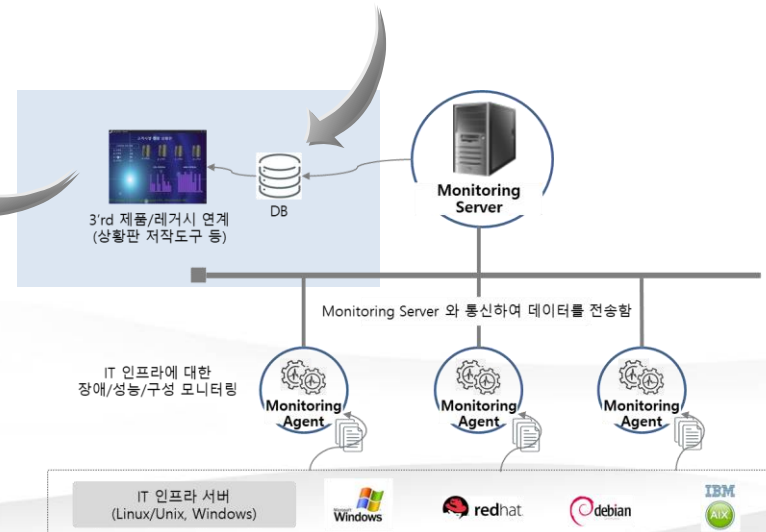 Monitoring
Server
DB
3'rd 제품/레거시 연계
(상황판 저작도구 등)
Monitoring Server 와 통신하여 데이터를 전송함
IT 인프라에 대한
장애/성능/구성 모니터링
Monitoring
Agent
Monitoring
Agent
Monitoring
Agent
IT 인프라 서버
(Linux/Unix, Windows)
Microsoft
Windows
redhat
debian
IBM
AIX